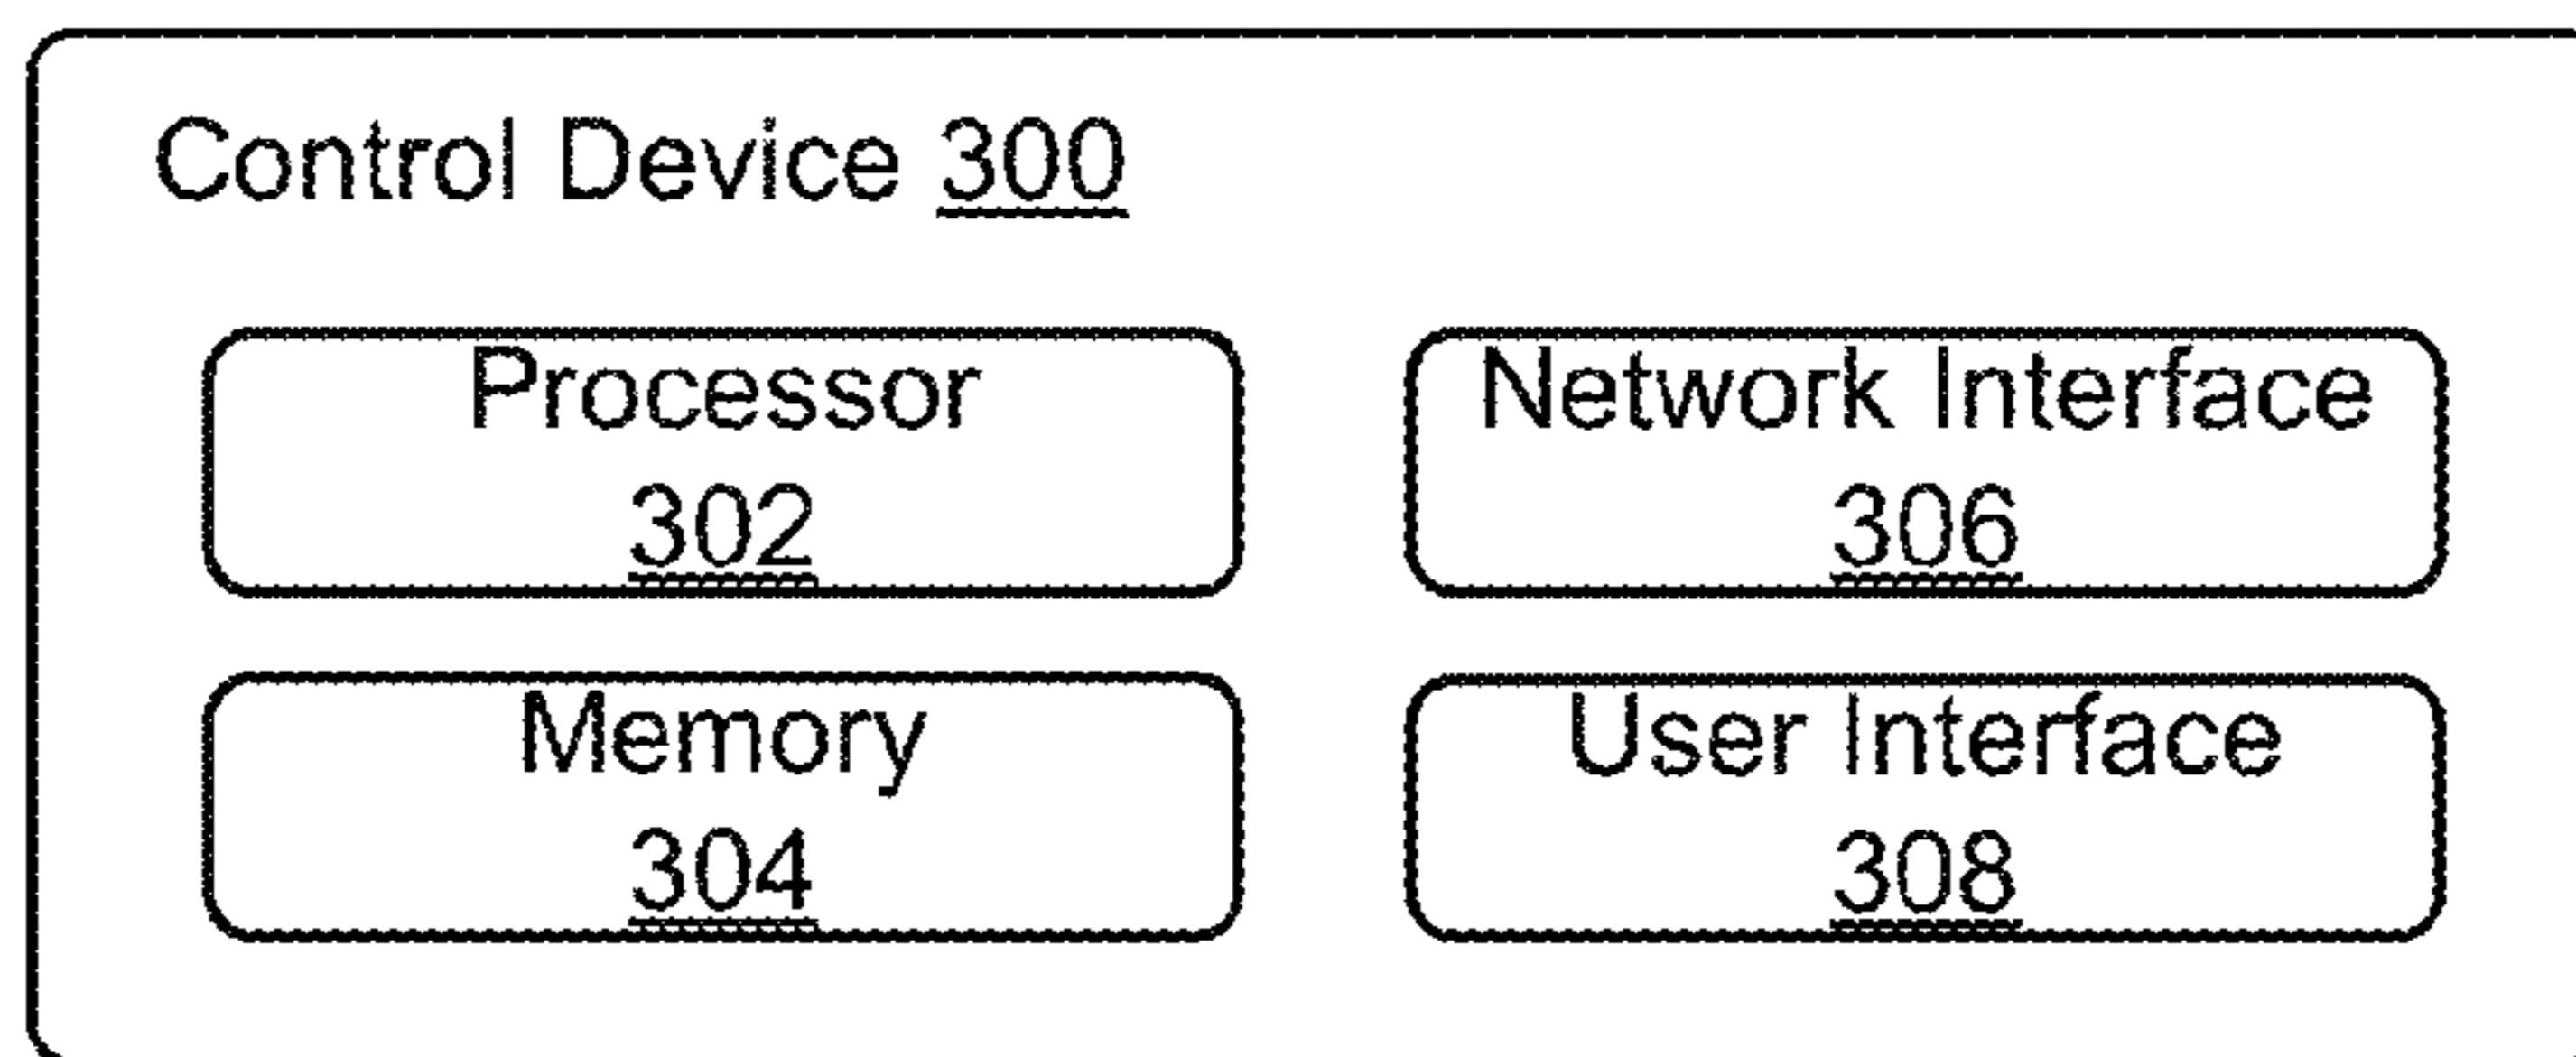 Control Device 300
Processor
302
Network Interface
306
Memory
304
User Interface
308